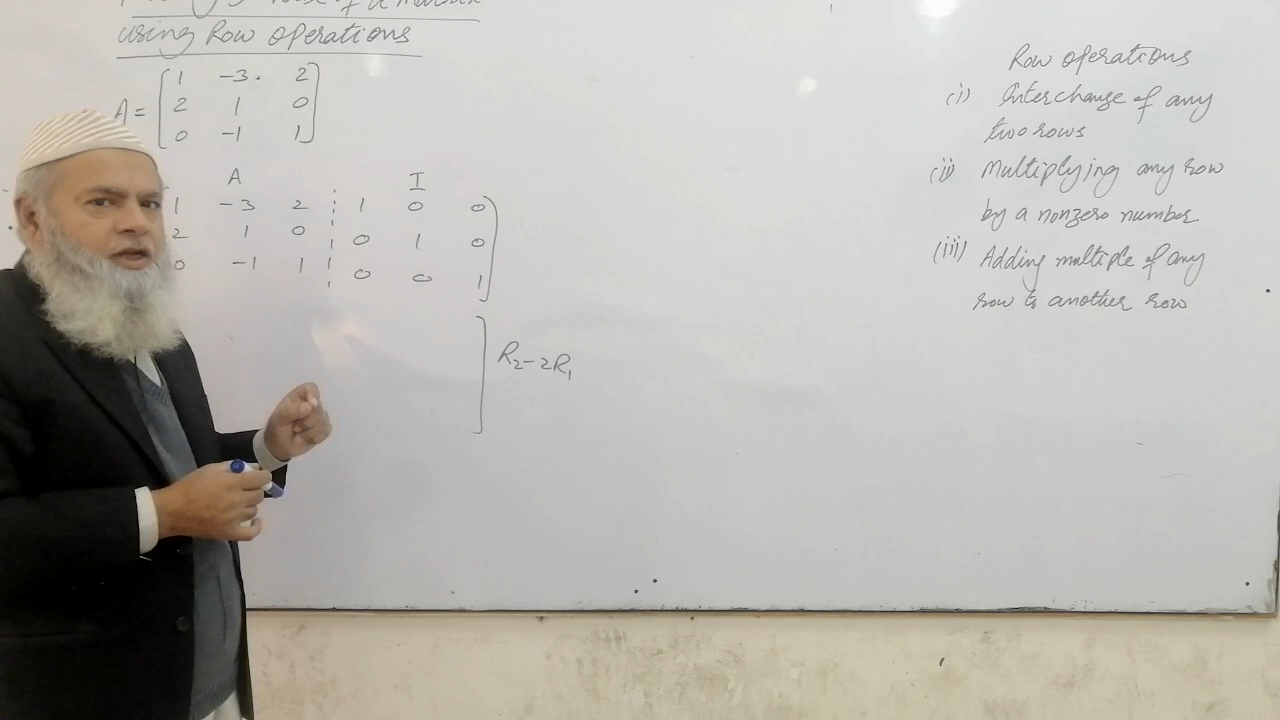 of a matrix
using Row operations
A = [ 1 -3 2 ]
2 1 0
0 -1 1
A I
1 -3 2 1 0 0
2 1 0 0 1 0
0 -1 1 0 0 1
R₂-2R₁
Row operations
(i) Interchange of any
two rows
(ii) Multiplying any row
by a nonzero number
(iii) Adding multiple of any
row to another row